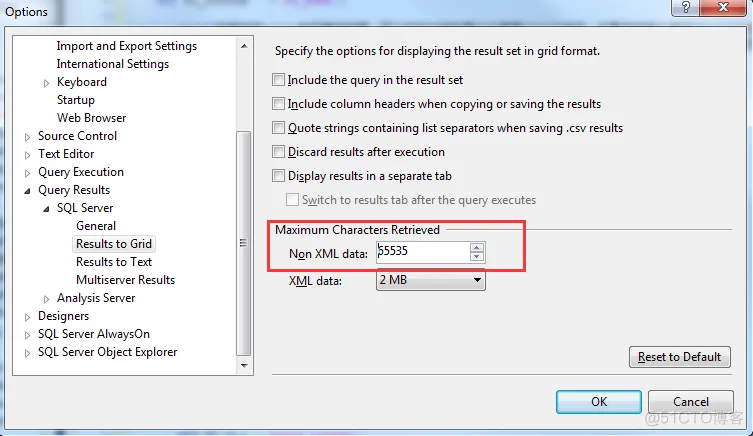 Options
Import and Export Settings
International Settings
Keyboard
Startup
Web Browser
Source Control
Text Editor
Query Execution
Query Results
SQL Server
General
Results to Grid
Results to Text
Multiserver Results
Analysis Server
Designers
SQL Server AlwaysOn
SQL Server Object Explorer
Specify the options for displaying the result set in grid format.
Include the query in the result set
Include column headers when copying or saving the results
Quote strings containing list separators when saving .csv results
Discard results after execution
Display results in a separate tab
Switch to results tab after the query executes
Maximum Characters Retrieved
Non XML data: 65535
XML data: 2 MB
Reset to Default
OK Cancel
@51CTO博客